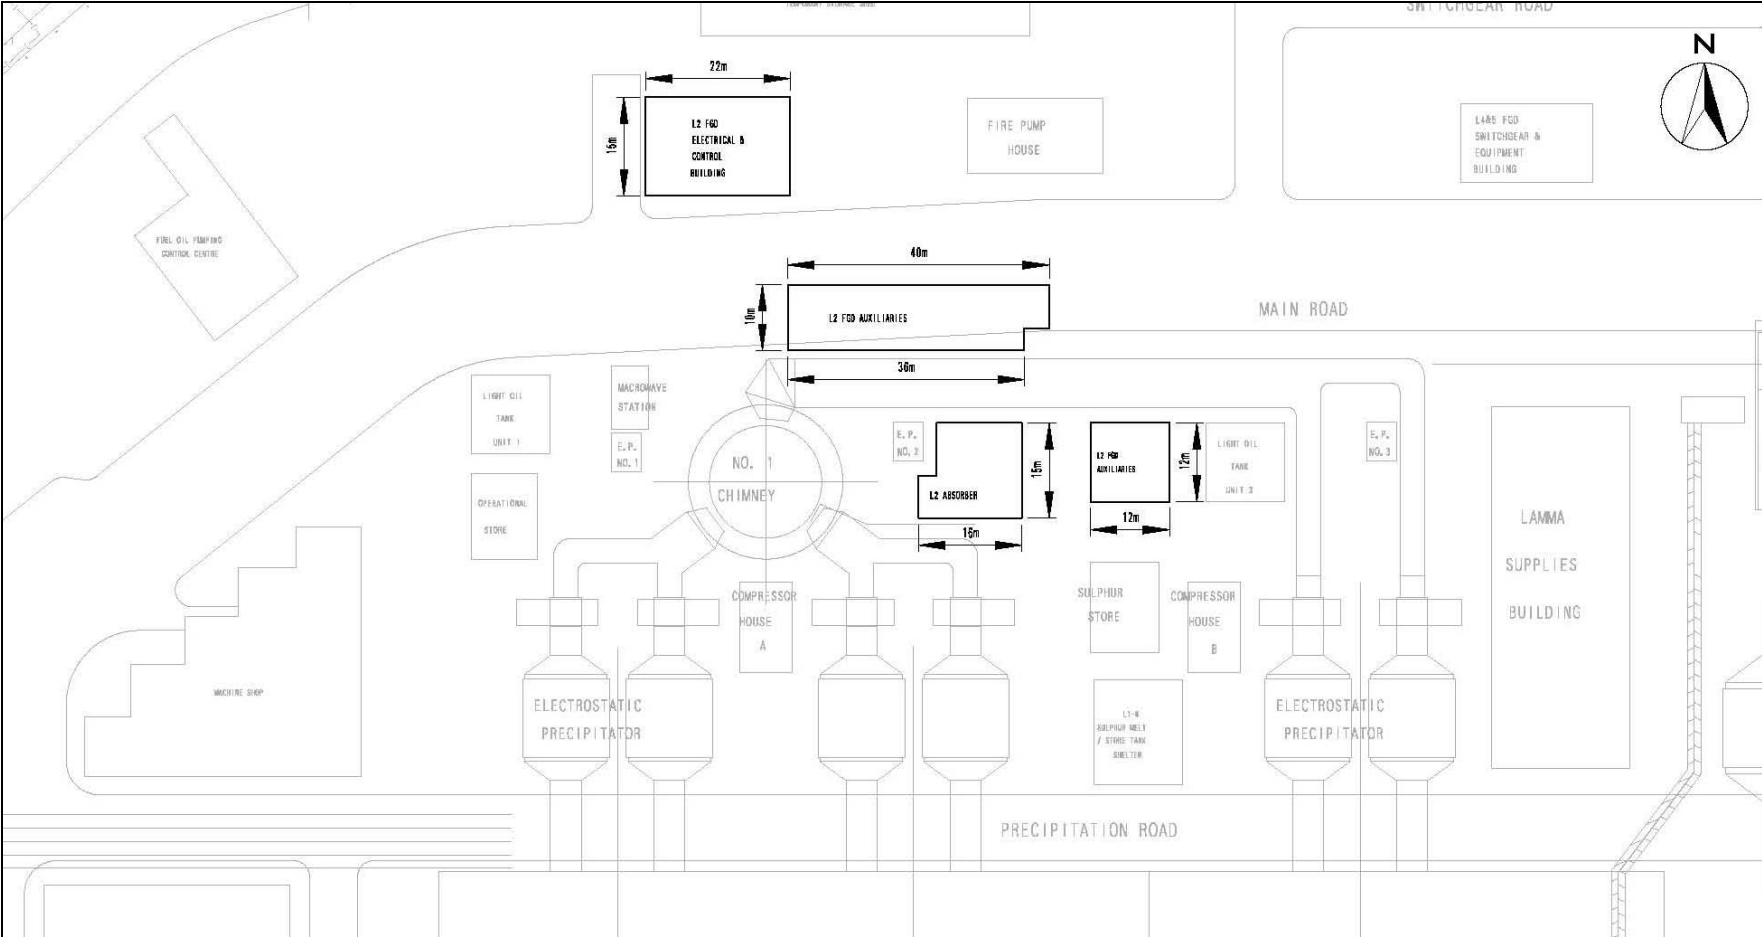 SWITCHGEAR ROAD
N
22m
15m
L2 FGD
ELECTRICAL &
CONTROL
BUILDING
FIRE PUMP
HOUSE
L4&5 FGD
SWITCHGEAR &
EQUIPMENT
BUILDING
FUEL OIL PUMPING
CONTROL CENTRE
40m
10m
L2 FGD AUXILIARIES
36m
MAIN ROAD
LIGHT OIL
TANK
UNIT 1
MACROWAVE
STATION
E.P.
NO. 1
NO. 1
CHIMNEY
E.P.
NO. 2
L2 ABSORBER
15m
16m
L2 FGD
AUXILIARIES
12m
12m
LIGHT OIL
TANK
UNIT
E.P.
NO. 3
OPERATIONAL
STORE
LAMMA
SUPPLIES
BUILDING
COMPRESSOR
HOUSE
A
SULPHUR
STORE
COMPRESSOR
HOUSE
B
MACHINE SHOP
ELECTROSTATIC
PRECIPITATOR
SULPHUR MELT
/ STORE TANK
SHELTER
ELECTROSTATIC
PRECIPITATOR
PRECIPITATION ROAD